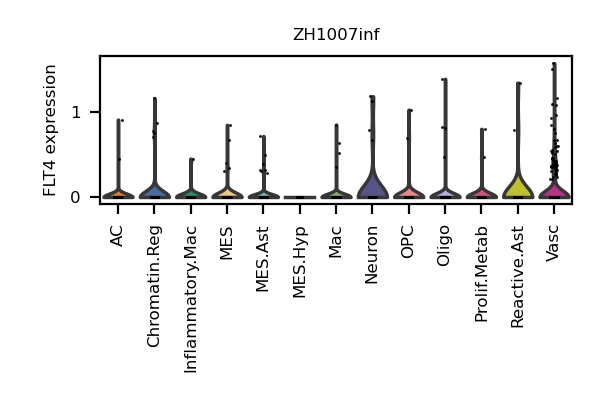 ZH1007inf
FLT4 expression
1
0
AC
Chromatin.Reg
Inflammatory.Mac
MES
MES.Ast
MES.Hyp
Mac
Neuron
OPC
Oligo
Prolif.Metab
Reactive.Ast
Vasc